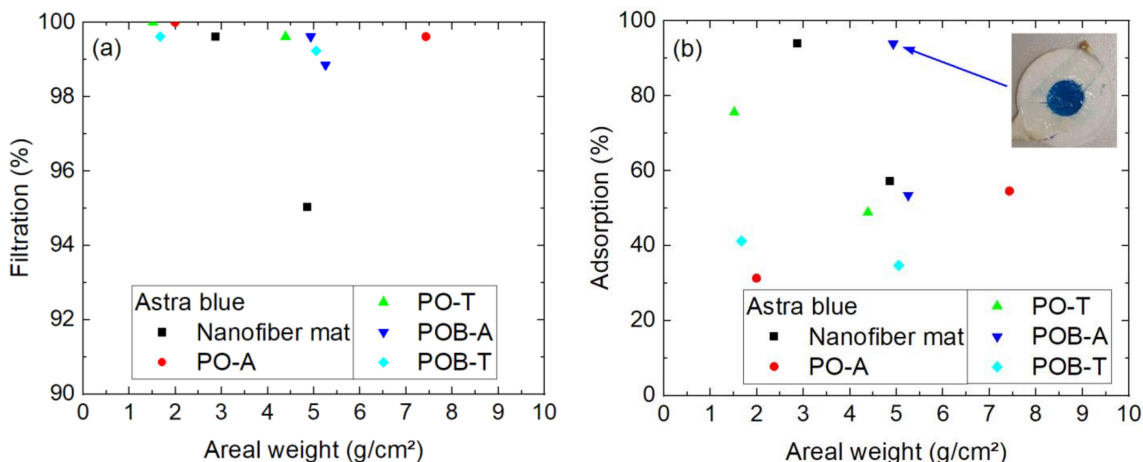 (a)
100
98
96
94
92
90
Filtration (%)
Astra blue
Nanofiber mat
PO-A
PO-T
POB-A
POB-T
0 1 2 3 4 5 6 7 8 9 10
Areal weight (g/cm²)
(b)
100
80
60
40
20
0
Adsorption (%)
Astra blue
Nanofiber mat
PO-A
PO-T
POB-A
POB-T
0 1 2 3 4 5 6 7 8 9 10
Areal weight (g/cm²)